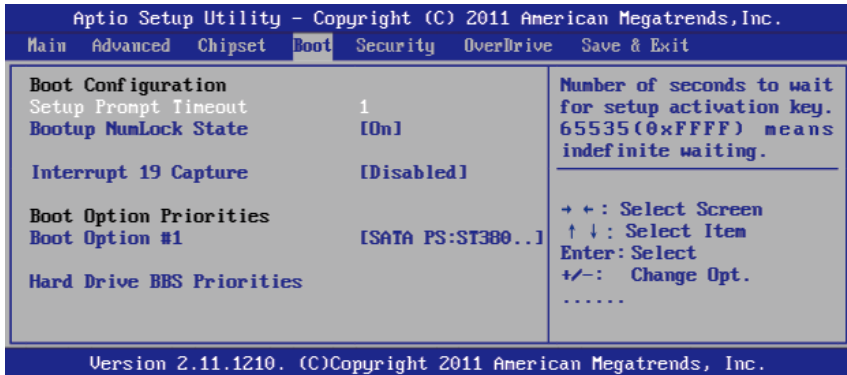 Aptio Setup Utility - Copyright (C) 2011 American Megatrends,Inc.
Main Advanced Chipset Boot Security OverDrive Save & Exit
Boot Configuration
Setup Prompt Timeout 1
Bootup NumLock State [On]
Interrupt 19 Capture [Disabled]
Boot Option Priorities
Boot Option #1 [SATA PS:ST380..]
Hard Drive BBS Priorities
Number of seconds to wait
for setup activation key.
65535(0xFFFF) means
indefinite waiting.
→ ←: Select Screen
↑ ↓: Select Item
Enter: Select
+/-: Change Opt.
......
Version 2.11.1210. (C)Copyright 2011 American Megatrends, Inc.